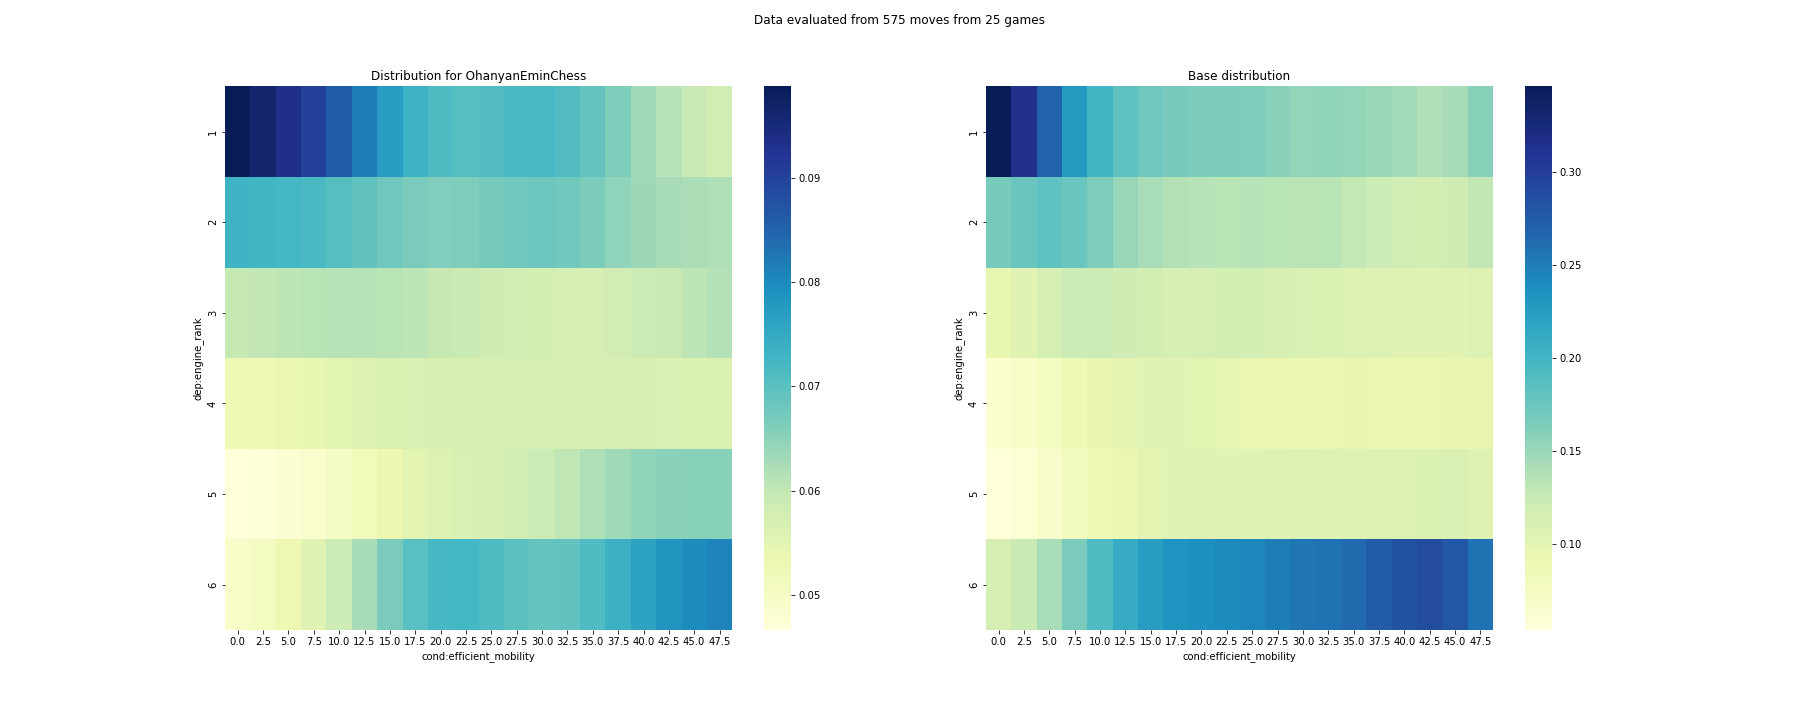 Data evaluated from 575 moves from 25 games
Distribution for OhanyanEminChess
1
2
3
4
5
6
dep:engine_rank
0.0 2.5 5.0 7.5 10.0 12.5 15.0 17.5 20.0 22.5 25.0 27.5 30.0 32.5 35.0 37.5 40.0 42.5 45.0 47.5
cond:efficient_mobility
0.09
0.08
0.07
0.06
0.05
Base distribution
1
2
3
4
5
6
dep:engine_rank
0.0 2.5 5.0 7.5 10.0 12.5 15.0 17.5 20.0 22.5 25.0 27.5 30.0 32.5 35.0 37.5 40.0 42.5 45.0 47.5
cond:efficient_mobility
0.30
0.25
0.20
0.15
0.10